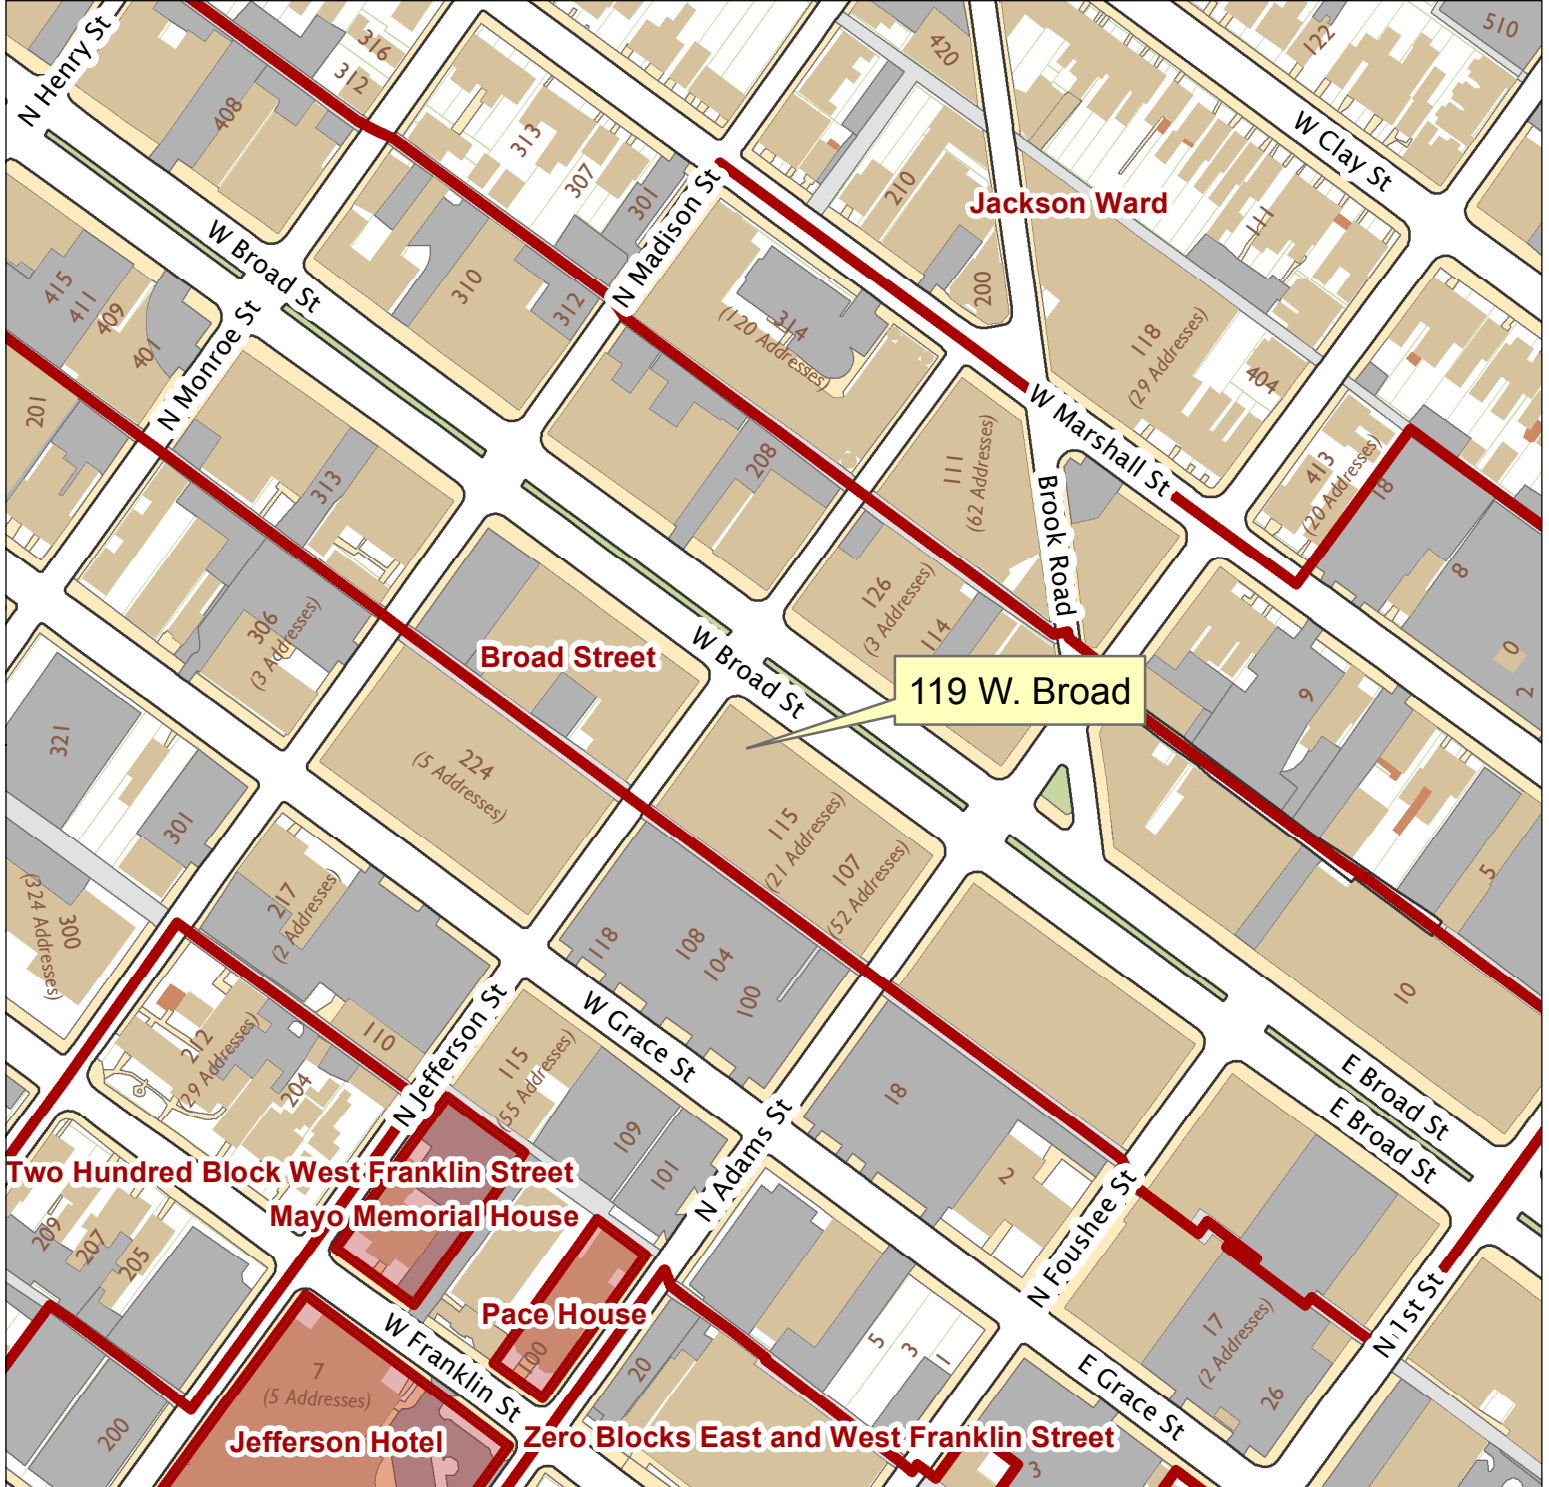 510
122
420
316
312
N Henry St
408
313
307
301
W Clay St
210
Jackson Ward
111
W Broad St
N Madison St
200
415
411
409
401
310
312
314
(120 Addresses)
118
(29 Addresses)
404
N Monroe St
201
W Marshall St
413
(20 Addresses)
18
8
313
208
111
(62 Addresses)
Brook Road
306
(3 Addresses)
126
(3 Addresses)
114
Broad Street
W Broad St
119 W. Broad
9
0
2
321
224
(5 Addresses)
301
115
(21 Addresses)
107
(52 Addresses)
5
300
(324 Addresses)
217
(2 Addresses)
118
108
104
100
10
110
N Jefferson St
W Grace St
212
(29 Addresses)
204
115
(55 Addresses)
109
101
18
E Broad St
E Broad St
N Adams St
2
Two Hundred Block West Franklin Street
Mayo Memorial House
N Foushee St
209
207
205
Pace House
W Franklin St
100
5
3
1
17
(2 Addresses)
26
N 1st St
7
(5 Addresses)
20
E Grace St
200
Jefferson Hotel
Zero Blocks East and West Franklin Street
3